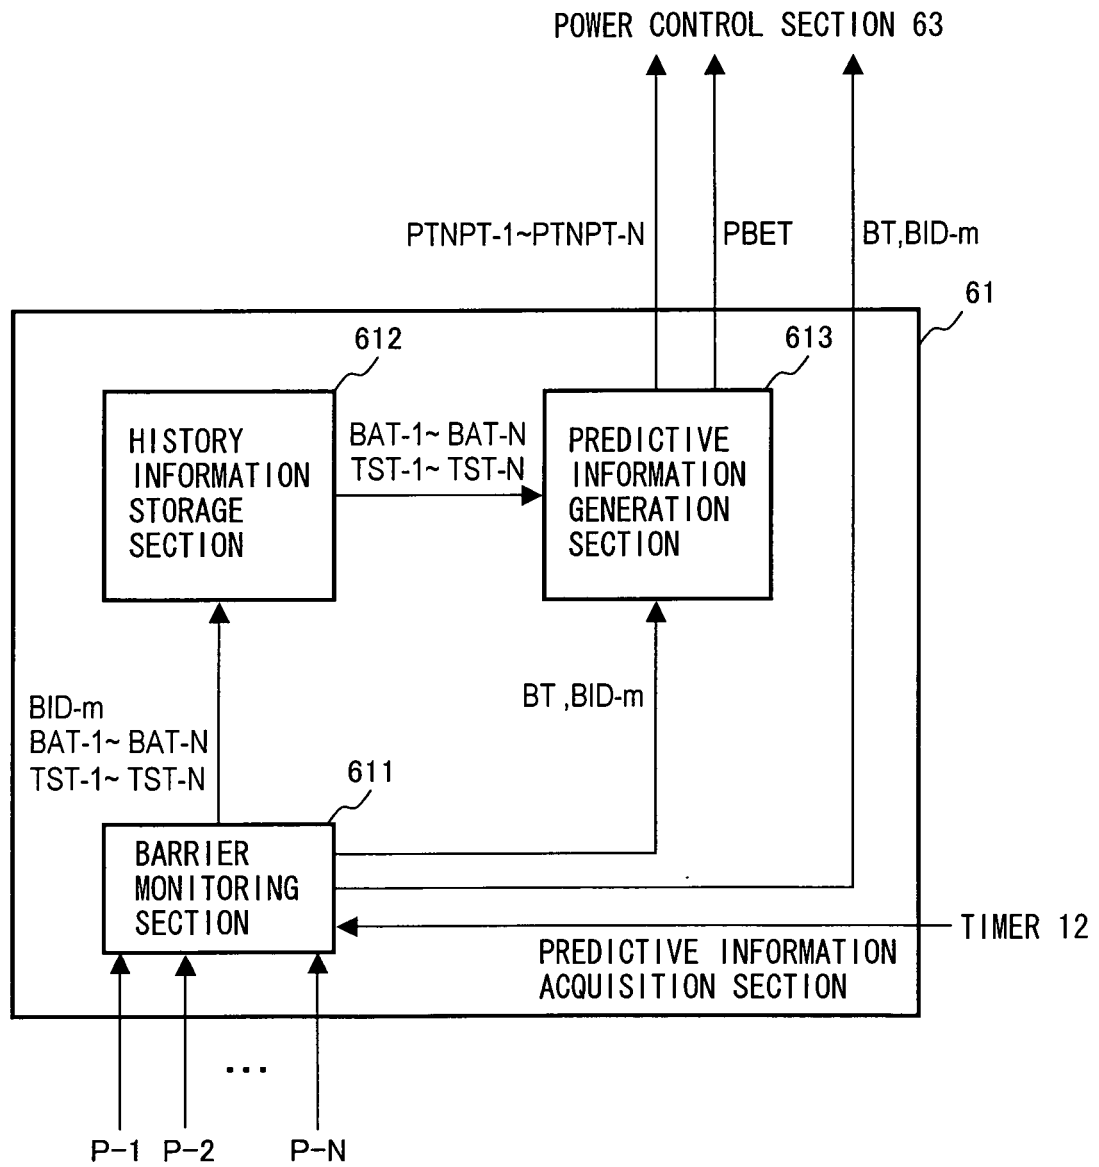 POWER CONTROL SECTION 63
PTNPT-1~PTNPT-N
PBET
BT,BID-m
61
612
613
HISTORY
INFORMATION
STORAGE
SECTION
BAT-1~ BAT-N
TST-1~ TST-N
PREDICTIVE
INFORMATION
GENERATION
SECTION
BT ,BID-m
BID-m
BAT-1~ BAT-N
TST-1~ TST-N
611
BARRIER
MONITORING
SECTION
TIMER 12
PREDICTIVE INFORMATION
ACQUISITION SECTION
...
P-1
P-2
P-N